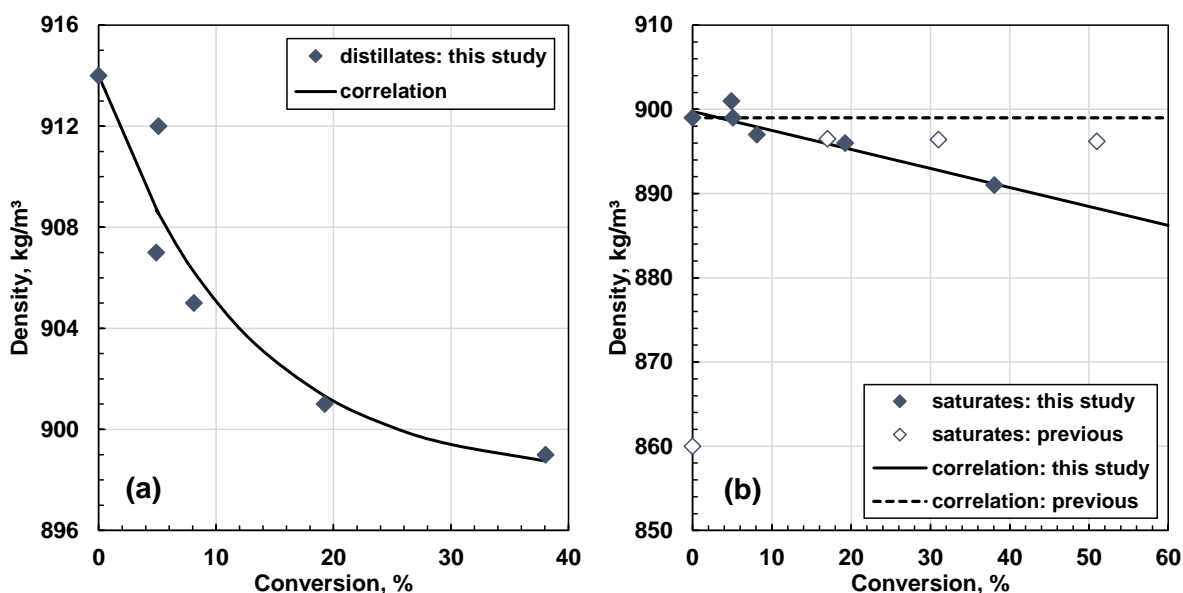 916
912
908
904
900
896
Density, kg/m³
0
10
20
30
40
Conversion, %
distillates: this study
correlation
(a)
910
900
890
880
870
860
850
Density, kg/m³
0
10
20
30
40
50
60
Conversion, %
saturates: this study
saturates: previous
correlation: this study
correlation: previous
(b)